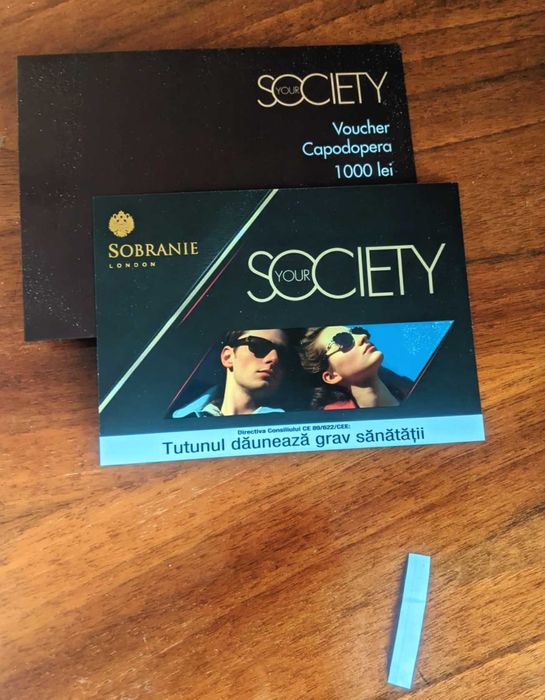 YOUR SOCIETY
Voucher
Capodopera
1000 lei
SOBRANIE
LONDON
YOUR SOCIETY
Directiva Consiliului CE 89/622/CEE:
Tutunul dăunează grav sănătății